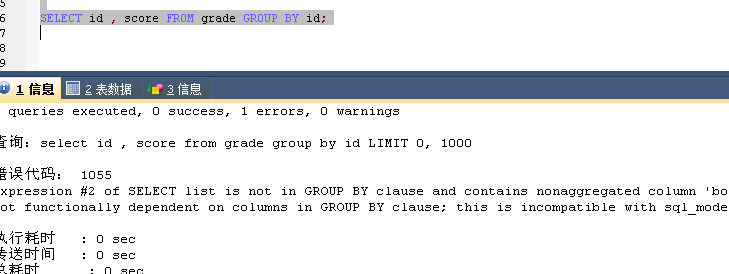 5
6 SELECT id , score FROM grade GROUP BY id;
7
8
9
1 信息 2 表数据 3 信息
queries executed, 0 success, 1 errors, 0 warnings
查询：select id , score from grade group by id LIMIT 0, 1000
错误代码： 1055
xpression #2 of SELECT list is not in GROUP BY clause and contains nonaggregated column 'bo
ot functionally dependent on columns in GROUP BY clause; this is incompatible with sql_mode
执行耗时 : 0 sec
传送时间 : 0 sec
总耗时 : 0 sec